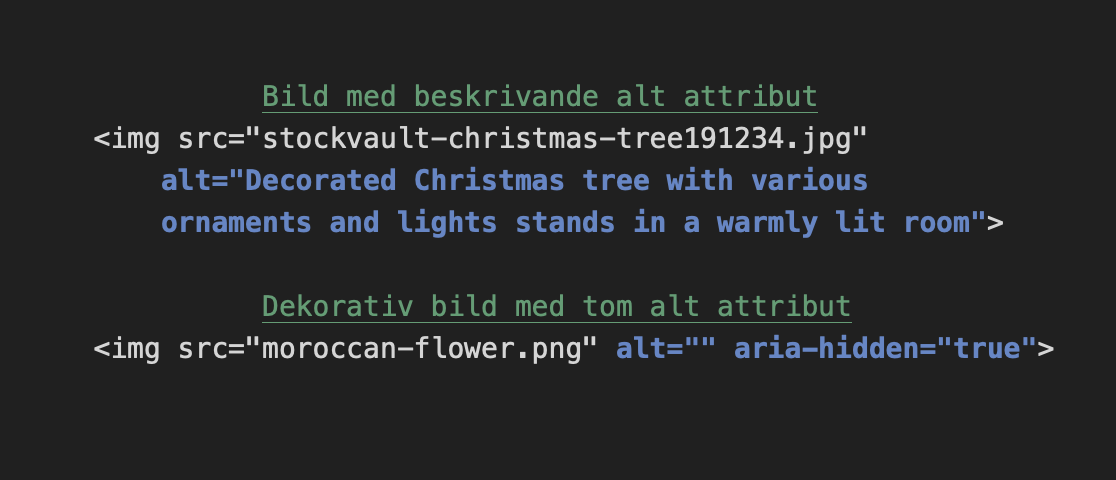 Bild med beskrivande alt attribut
<img src="stockvault-christmas-tree191234.jpg"
alt="Decorated Christmas tree with various
ornaments and lights stands in a warmly lit room">
Dekorativ bild med tom alt attribut
<img src="moroccan-flower.png" alt="" aria-hidden="true">